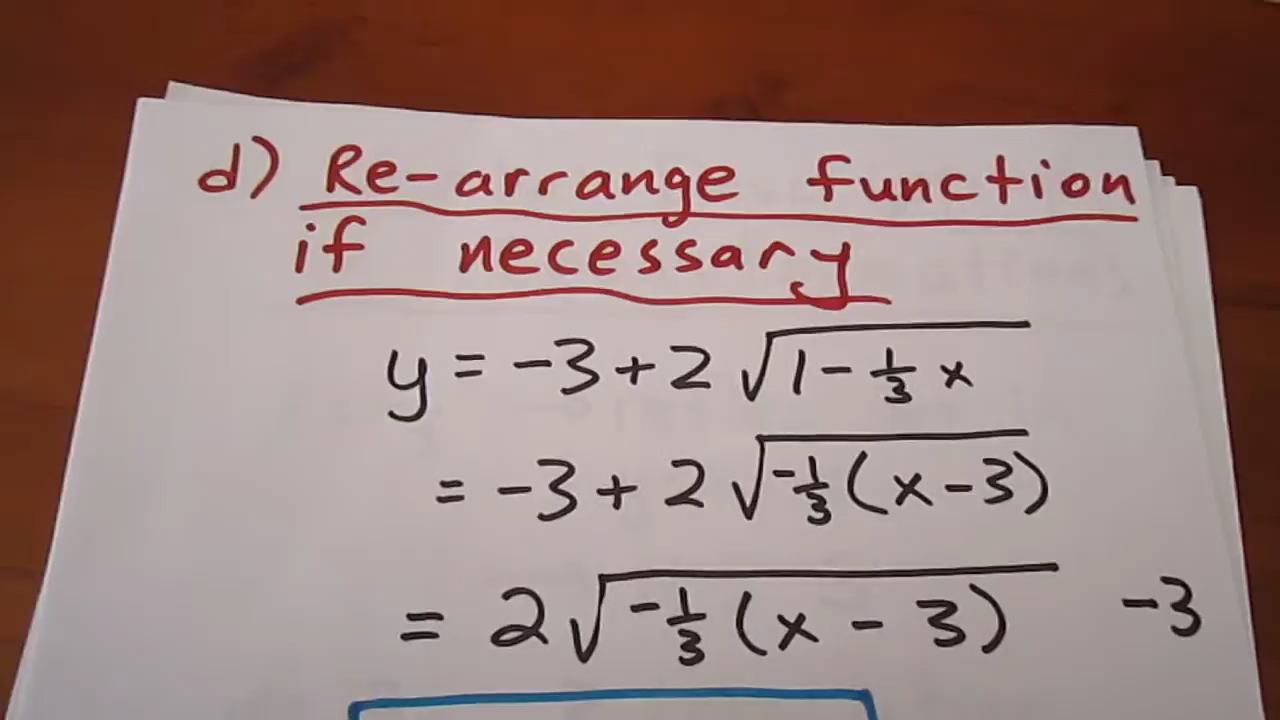 d) Re-arrange function
if necessary
y = -3 + 2 √(1 - 1/3 x)
= -3 + 2 √(-1/3 (x - 3))
= 2 √(-1/3 (x - 3)) -3